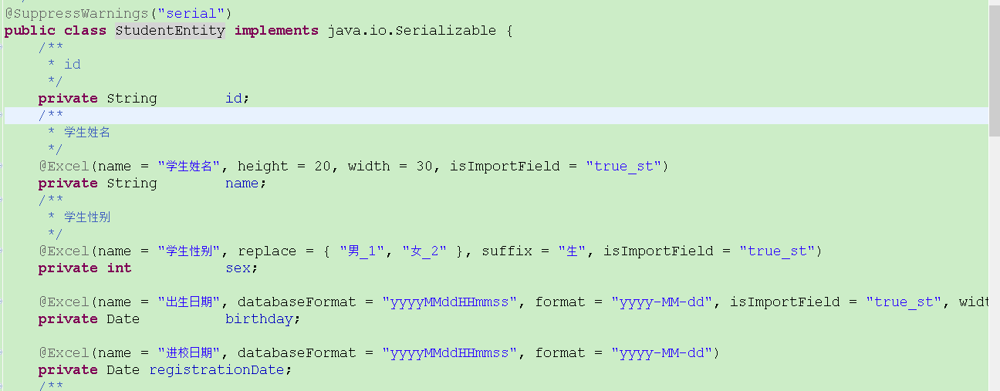 @SuppressWarnings("serial")
public class StudentEntity implements java.io.Serializable {
/**
* id
*/
private String id;
/**
* 学生姓名
*/
@Excel(name = "学生姓名", height = 20, width = 30, isImportField = "true_st")
private String name;
/**
* 学生性别
*/
@Excel(name = "学生性别", replace = { "男_1", "女_2" }, suffix = "生", isImportField = "true_st")
private int sex;
@Excel(name = "出生日期", databaseFormat = "yyyyMMddHHmmss", format = "yyyy-MM-dd", isImportField = "true_st", widt
private Date birthday;
@Excel(name = "进校日期", databaseFormat = "yyyyMMddHHmmss", format = "yyyy-MM-dd")
private Date registrationDate;
/**